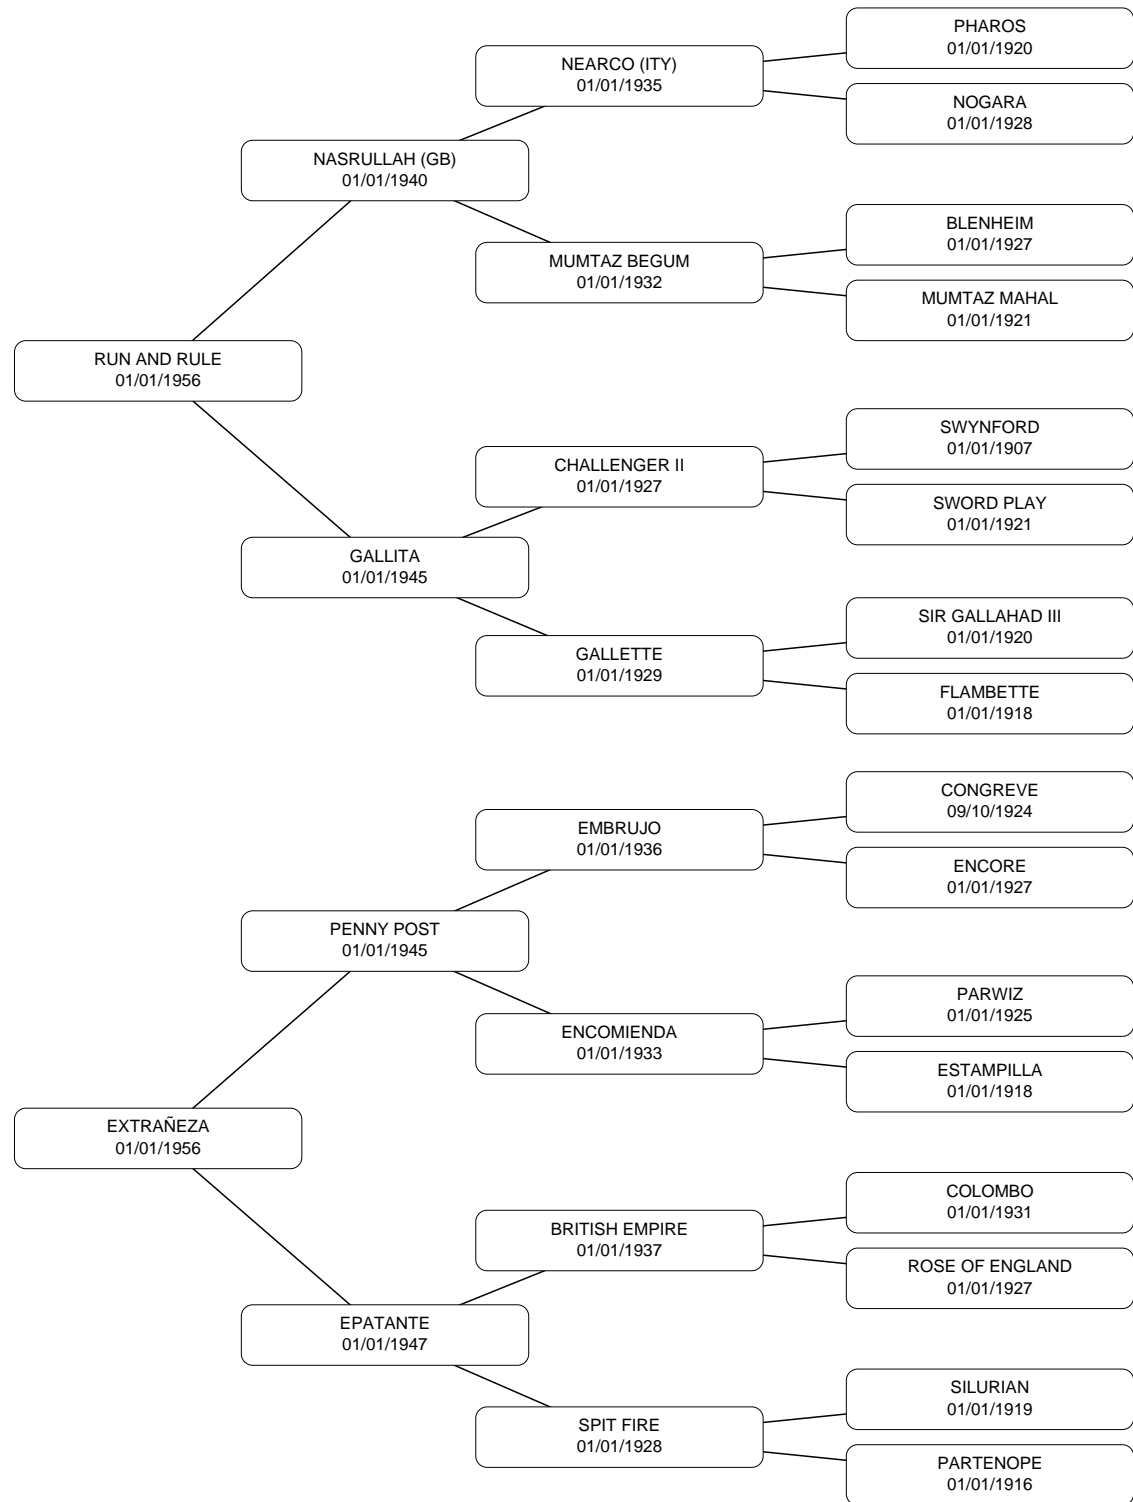 PHAROS
01/01/1920
NEARCO (ITY)
01/01/1935
NOGARA
01/01/1928
NASRULLAH (GB)
01/01/1940
BLENHEIM
01/01/1927
MUMTAZ BEGUM
01/01/1932
MUMTAZ MAHAL
01/01/1921
RUN AND RULE
01/01/1956
SWYNFORD
01/01/1907
CHALLENGER II
01/01/1927
SWORD PLAY
01/01/1921
GALLITA
01/01/1945
SIR GALLAHAD III
01/01/1920
GALLETTE
01/01/1929
FLAMBETTE
01/01/1918
CONGREVE
09/10/1924
EMBRUJO
01/01/1936
ENCORE
01/01/1927
PENNY POST
01/01/1945
PARWIZ
01/01/1925
ENCOMIENDA
01/01/1933
ESTAMPILLA
01/01/1918
EXTRAÑEZA
01/01/1956
COLOMBO
01/01/1931
BRITISH EMPIRE
01/01/1937
ROSE OF ENGLAND
01/01/1927
EPATANTE
01/01/1947
SILURIAN
01/01/1919
SPIT FIRE
01/01/1928
PARTENOPE
01/01/1916